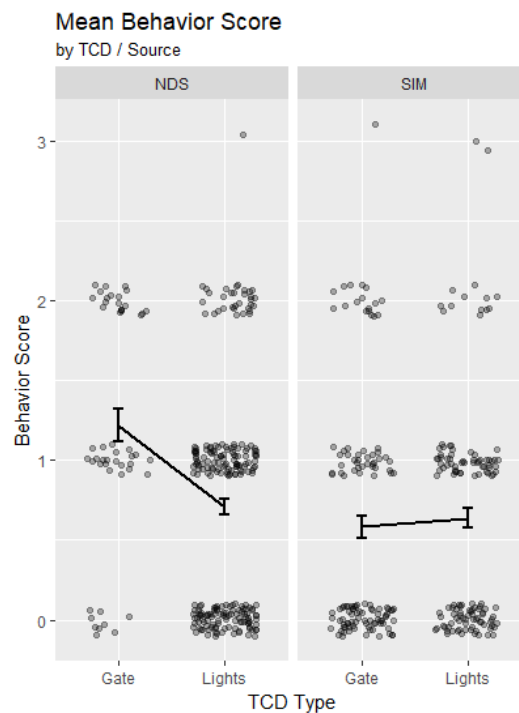 Mean Behavior Score
by TCD / Source
NDS
SIM
Behavior Score
3
2
1
0
Gate
Lights
Gate
Lights
TCD Type